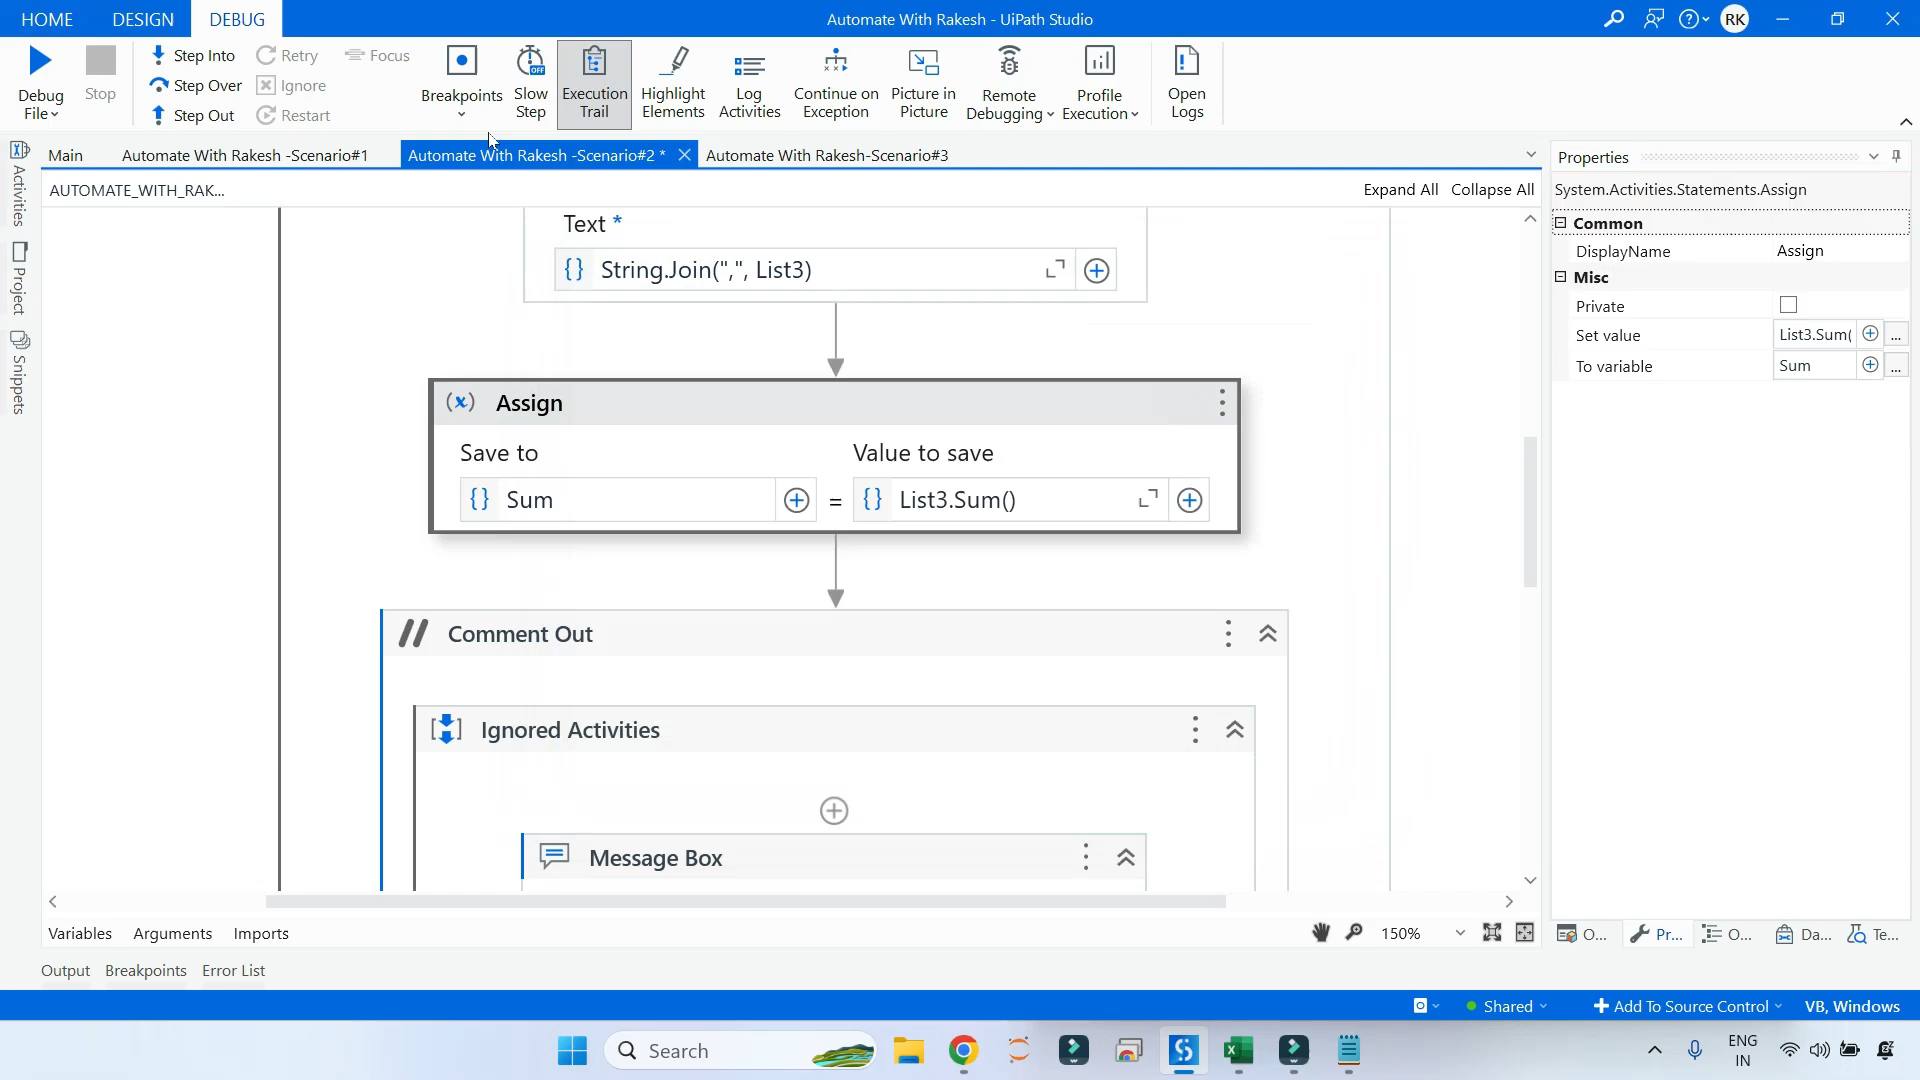 HOME DESIGN DEBUG Automate With Rakesh - UiPath Studio RK
Debug File
Stop
Step Into
Step Over
Step Out
Retry
Ignore
Restart
Focus
Breakpoints
Slow Step
OFF
Execution Trail
Highlight Elements
Log Activities
Continue on Exception
Picture in Picture
Remote Debugging
Profile Execution
Open Logs
Main Automate With Rakesh -Scenario#1 Automate With Rakesh -Scenario#2 * Automate With Rakesh-Scenario#3
AUTOMATE_WITH_RAK... Expand All Collapse All
Activities
Project
Snippets
Text *
{} String.Join(",", List3)
(x) Assign
Save to Value to save
{} Sum = {} List3.Sum()
// Comment Out
Ignored Activities
Message Box
Properties
System.Activities.Statements.Assign
Common
DisplayName Assign
Misc
Private
Set value List3.Sum( ...
To variable Sum ...
Variables Arguments Imports 150%
O... Pr... O... Da... Te...
Output Breakpoints Error List
Shared Add To Source Control VB, Windows
Search
ENG
IN